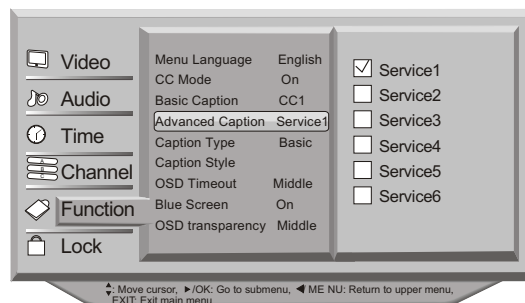 Video
Audio
Time
Channel
Function
Lock
Menu Language English
CC Mode On
Basic Caption CC1
Advanced Caption Service1
Caption Type Basic
Caption Style
OSD Timeout Middle
Blue Screen On
OSD transparency Middle
Service1
Service2
Service3
Service4
Service5
Service6
: Move cursor, ►/OK: Go to submenu, ◄ ME NU: Return to upper menu,
EXIT: Exit main menu